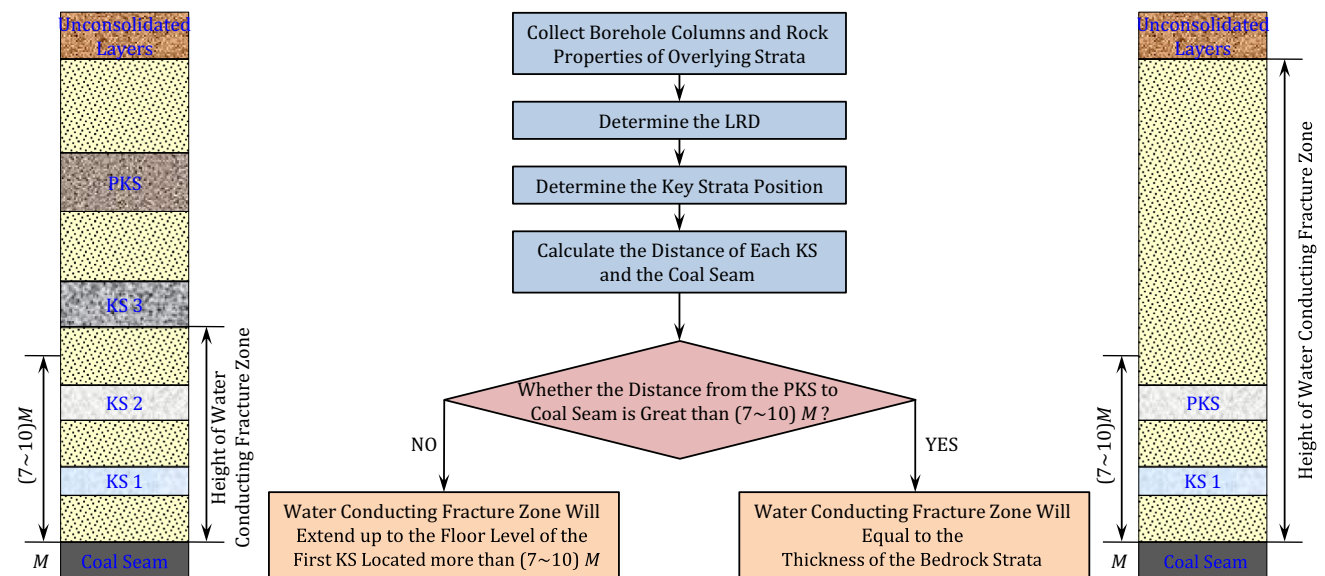 Unconsolidated
Layers
PKS
KS 3
KS 2
KS 1
Coal Seam
(7~10)M
M
Height of Water
Conducting Fracture Zone
Collect Borehole Columns and Rock
Properties of Overlying Strata
Determine the LRD
Determine the Key Strata Position
Calculate the Distance of Each KS
and the Coal Seam
Whether the Distance from the PKS to
Coal Seam is Great than (7~10) M ?
NO
YES
Water Conducting Fracture Zone Will
Extend up to the Floor Level of the
First KS Located more than (7~10) M
Water Conducting Fracture Zone Will
Equal to the
Thickness of the Bedrock Strata
Unconsolidated
Layers
PKS
KS 1
Coal Seam
(7~10)M
M
Height of Water Conducting Fracture Zone